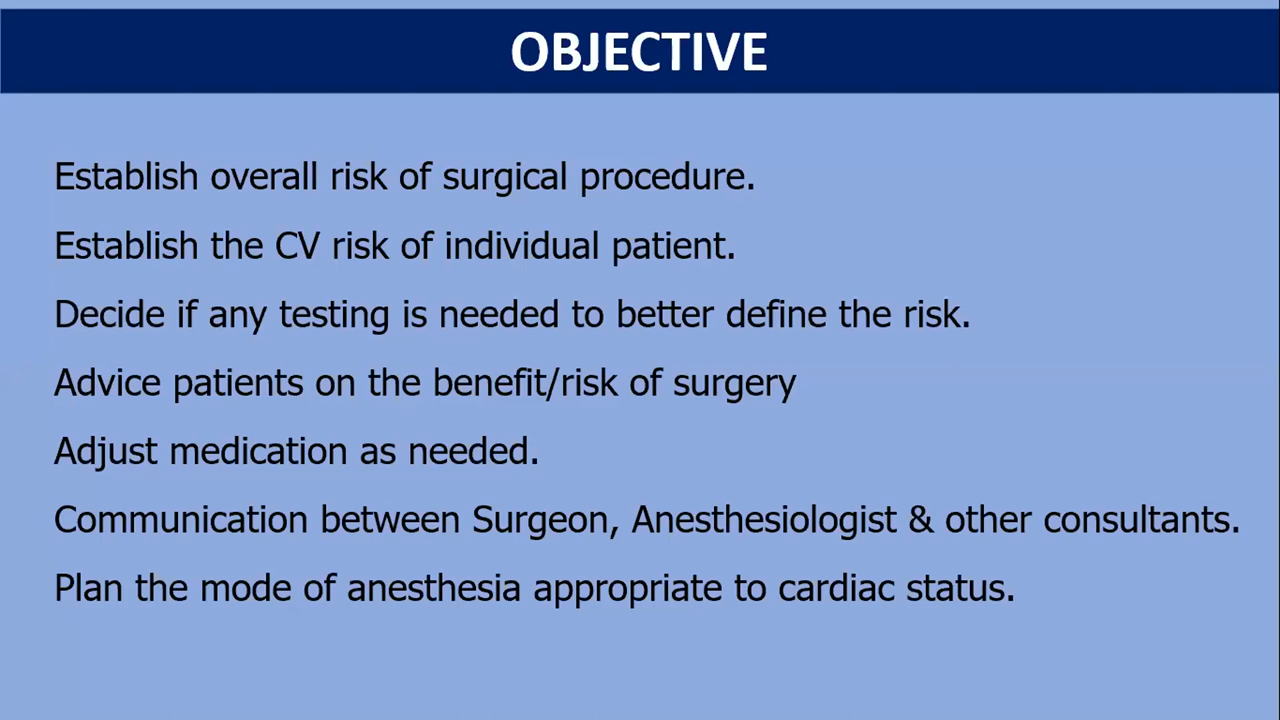 OBJECTIVE
Establish overall risk of surgical procedure.
Establish the CV risk of individual patient.
Decide if any testing is needed to better define the risk.
Advice patients on the benefit/risk of surgery
Adjust medication as needed.
Communication between Surgeon, Anesthesiologist & other consultants.
Plan the mode of anesthesia appropriate to cardiac status.